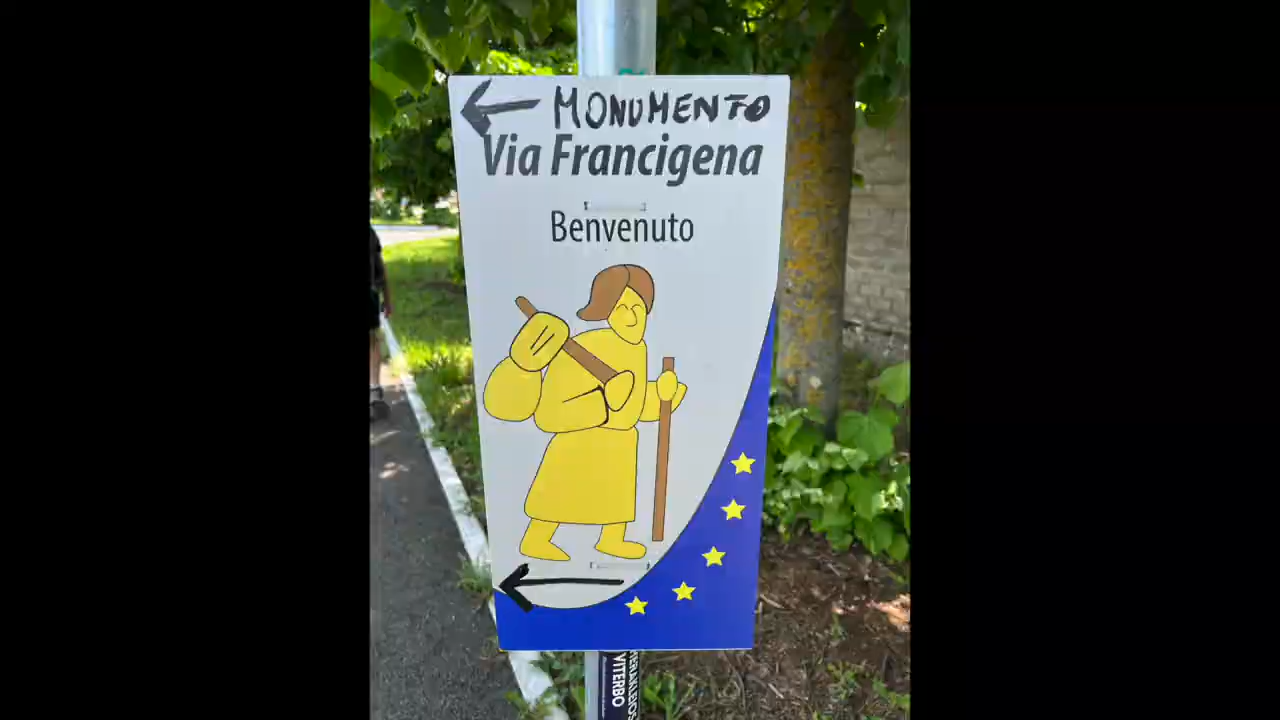 ← MONUMENTO
Via Francigena
Benvenuto
←
VITERBO